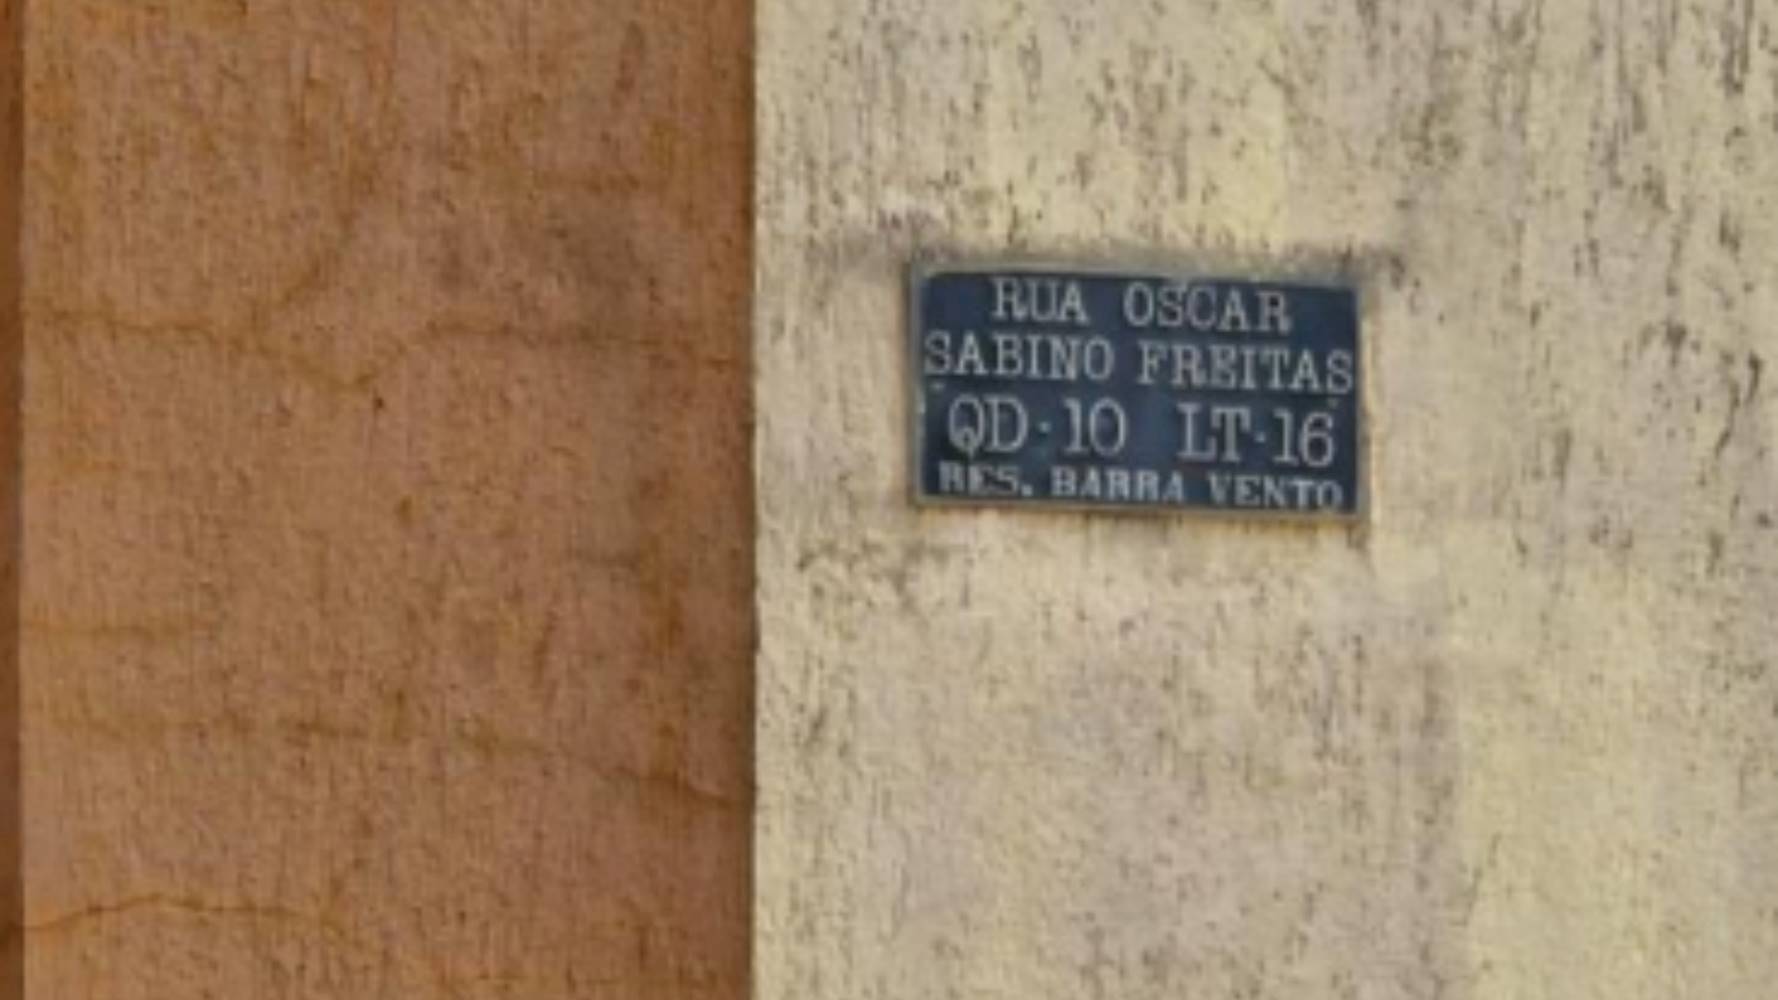 RUA OSCAR
SABINO FREITAS
QD·10 LT·16
RES. BARRA VENTO